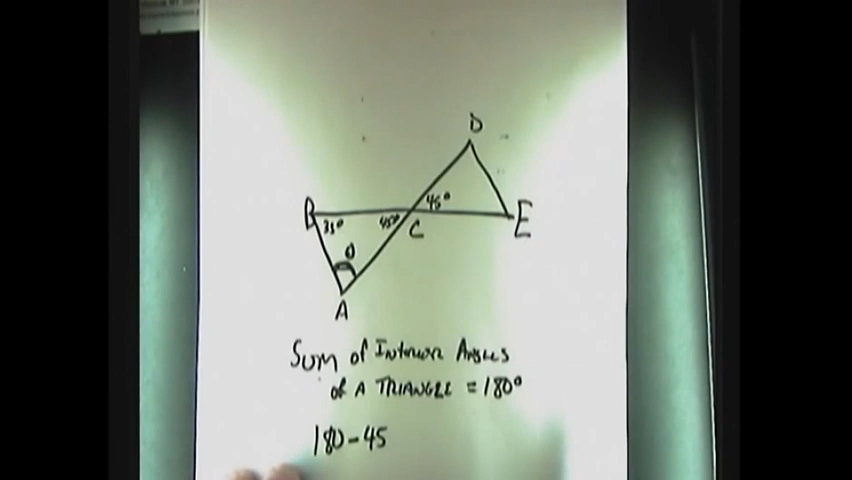 D
45°
B
35°
45°
C
E
A
SUM of INTERIOR ANGLES
of A TRIANGLE = 180°
180-45